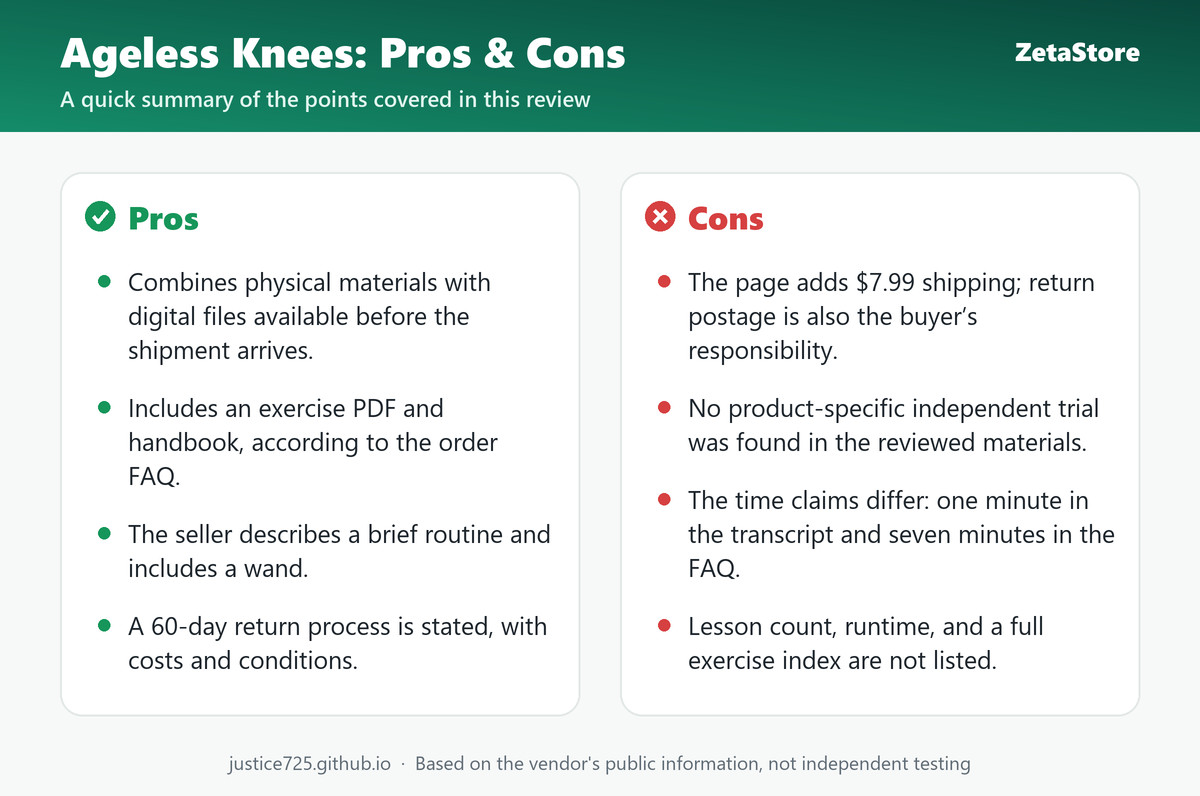 Ageless Knees: Pros & Cons
A quick summary of the points covered in this review
ZetaStore
Pros
Combines physical materials with
digital files available before the
shipment arrives.
Includes an exercise PDF and
handbook, according to the order
FAQ.
The seller describes a brief routine and
includes a wand.
A 60-day return process is stated, with
costs and conditions.
Cons
The page adds $7.99 shipping; return
postage is also the buyer’s
responsibility.
No product-specific independent trial
was found in the reviewed materials.
The time claims differ: one minute in
the transcript and seven minutes in the
FAQ.
Lesson count, runtime, and a full
exercise index are not listed.
justice725.github.io · Based on the vendor's public information, not independent testing